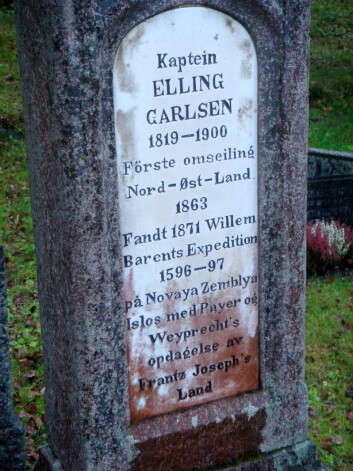 Kaptein
ELLING
CARLSEN
1819–1900
Förste omseiling
Nord-Øst-Land
1863
Fandt 1871 Willem
Barents Expedition
1596–97
på Novaya Zemblya
Islos med Payer og
Weyprecht's
opdagelse av
Frantz Joseph's
Land